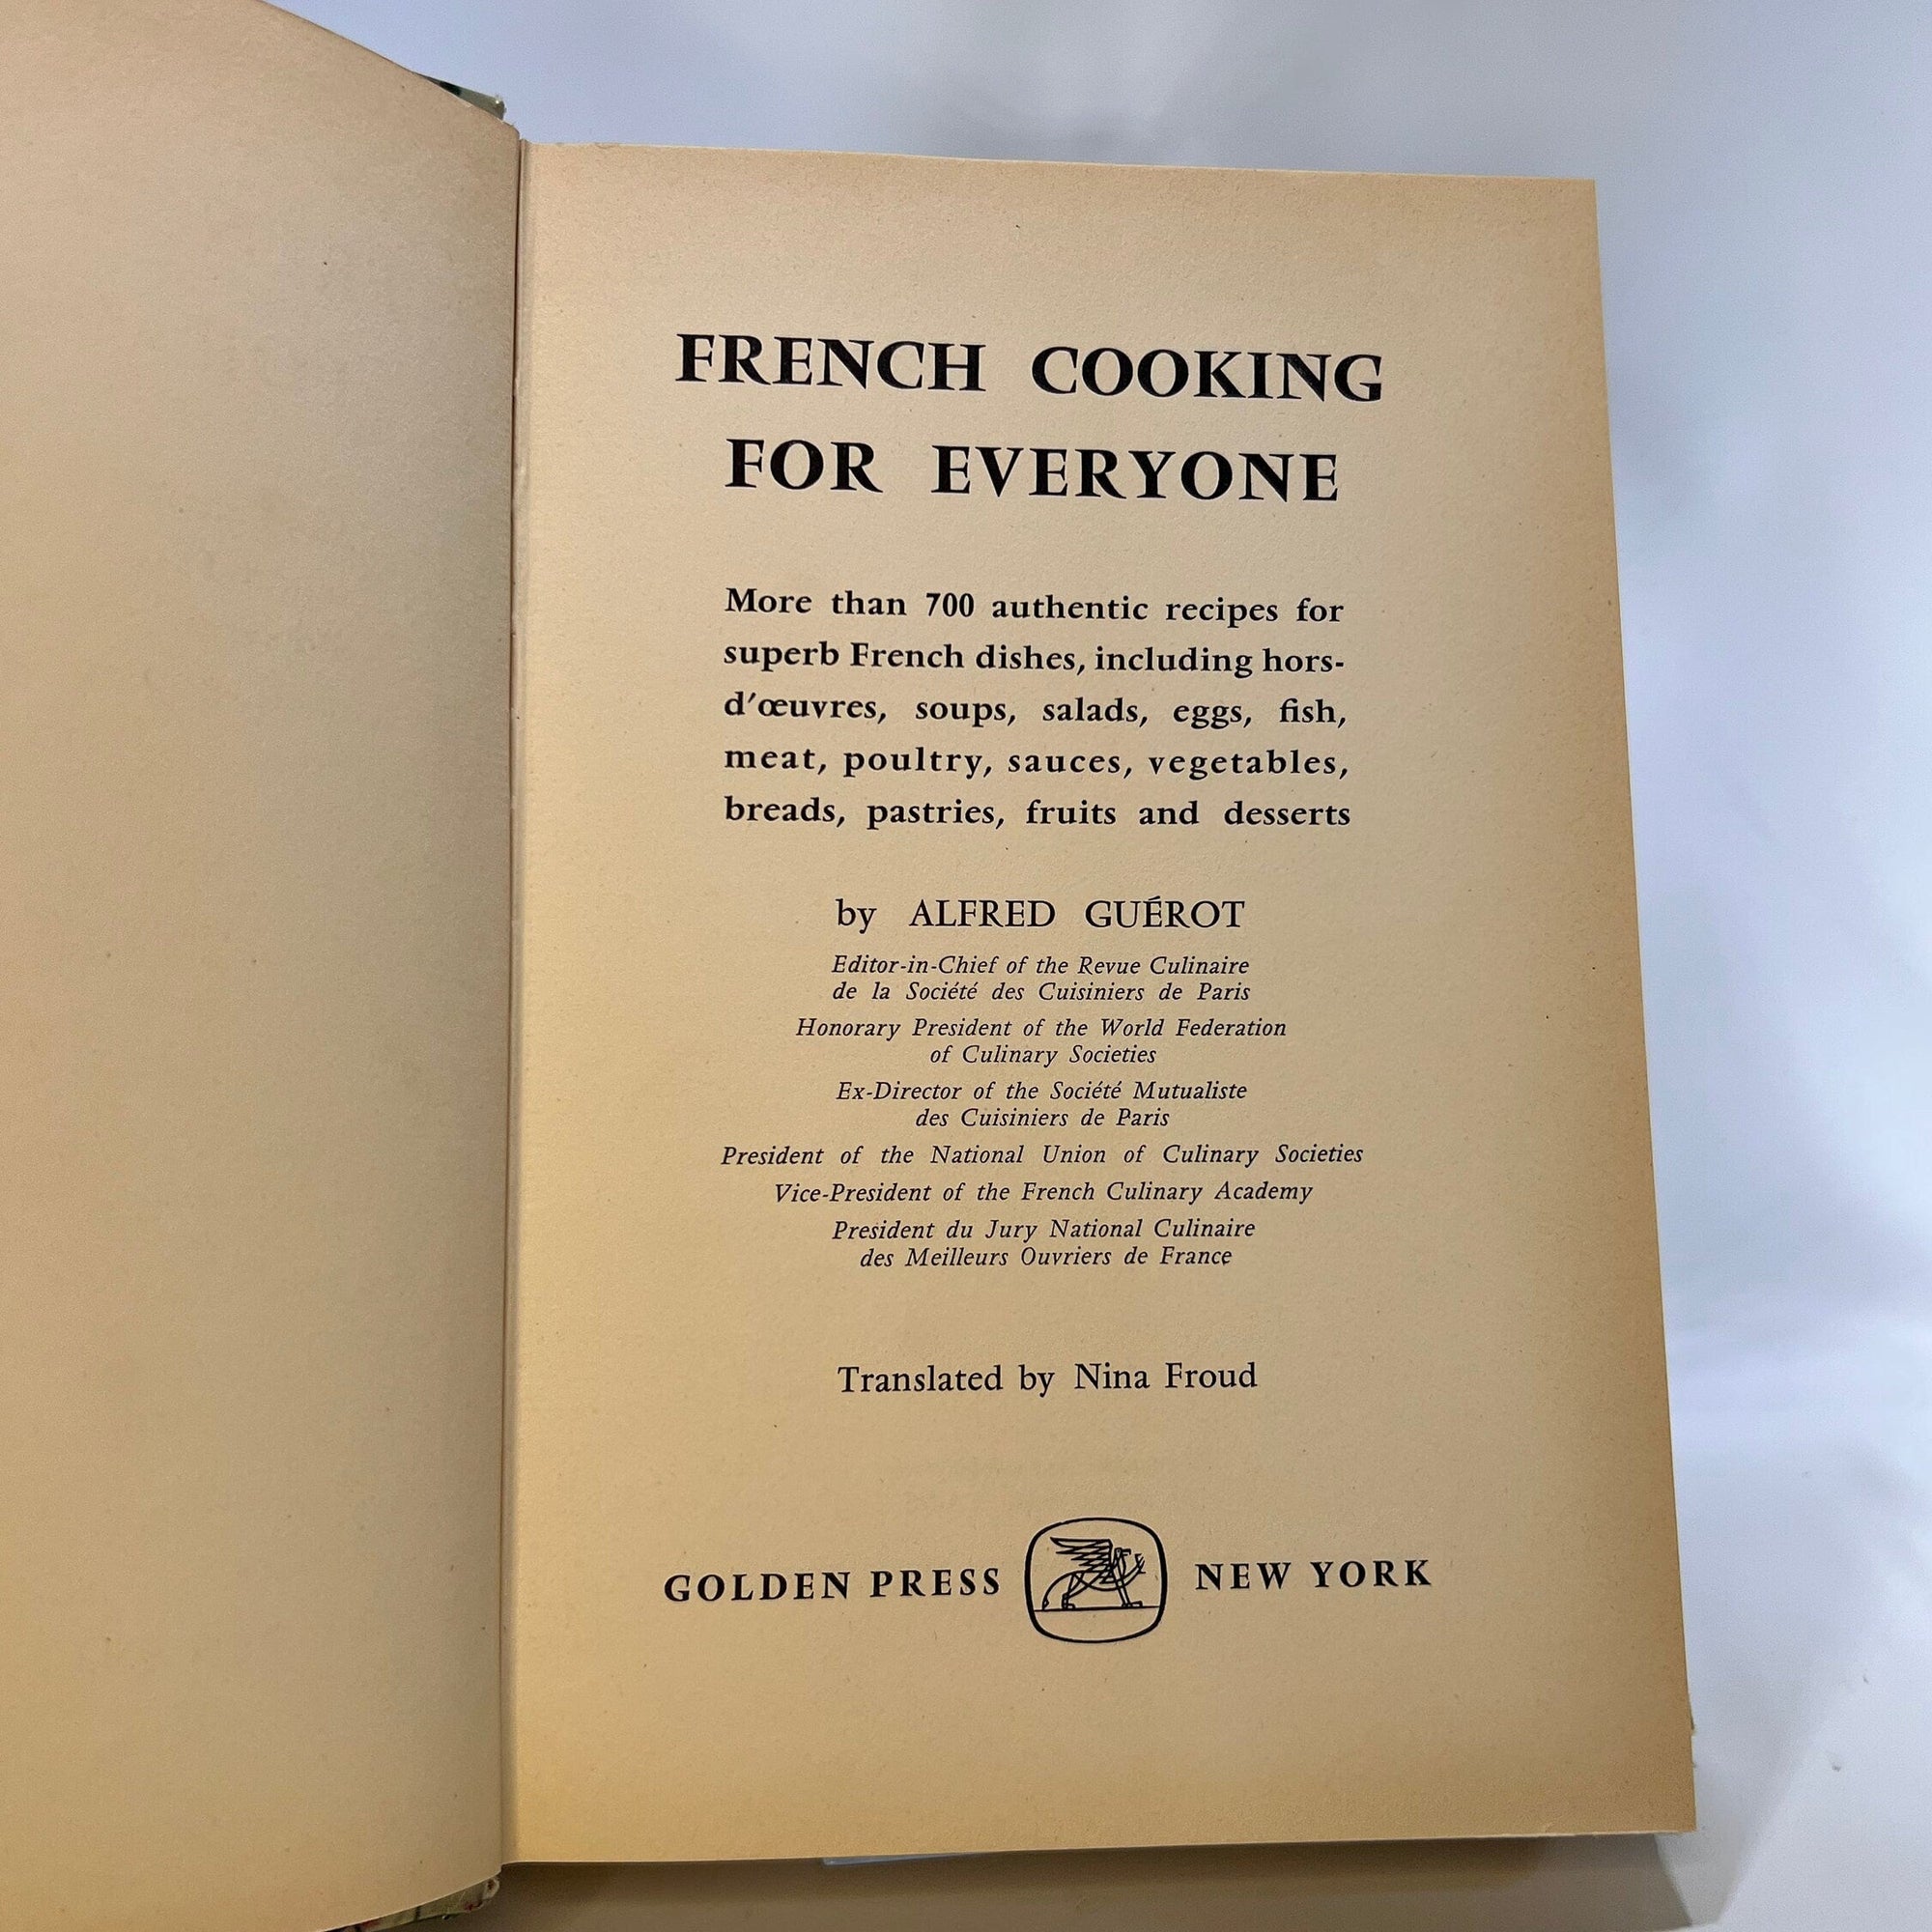 FRENCH COOKING
FOR EVERYONE
More than 700 authentic recipes for
superb French dishes, including hors-
d'œuvres, soups, salads, eggs, fish,
meat, poultry, sauces, vegetables,
breads, pastries, fruits and desserts
by ALFRED GUÉROT
Editor-in-Chief of the Revue Culinaire
de la Société des Cuisiniers de Paris
Honorary President of the World Federation
of Culinary Societies
Ex-Director of the Société Mutualiste
des Cuisiniers de Paris
President of the National Union of Culinary Societies
Vice-President of the French Culinary Academy
President du Jury National Culinaire
des Meilleurs Ouvriers de France
Translated by Nina Froud
GOLDEN PRESS NEW YORK